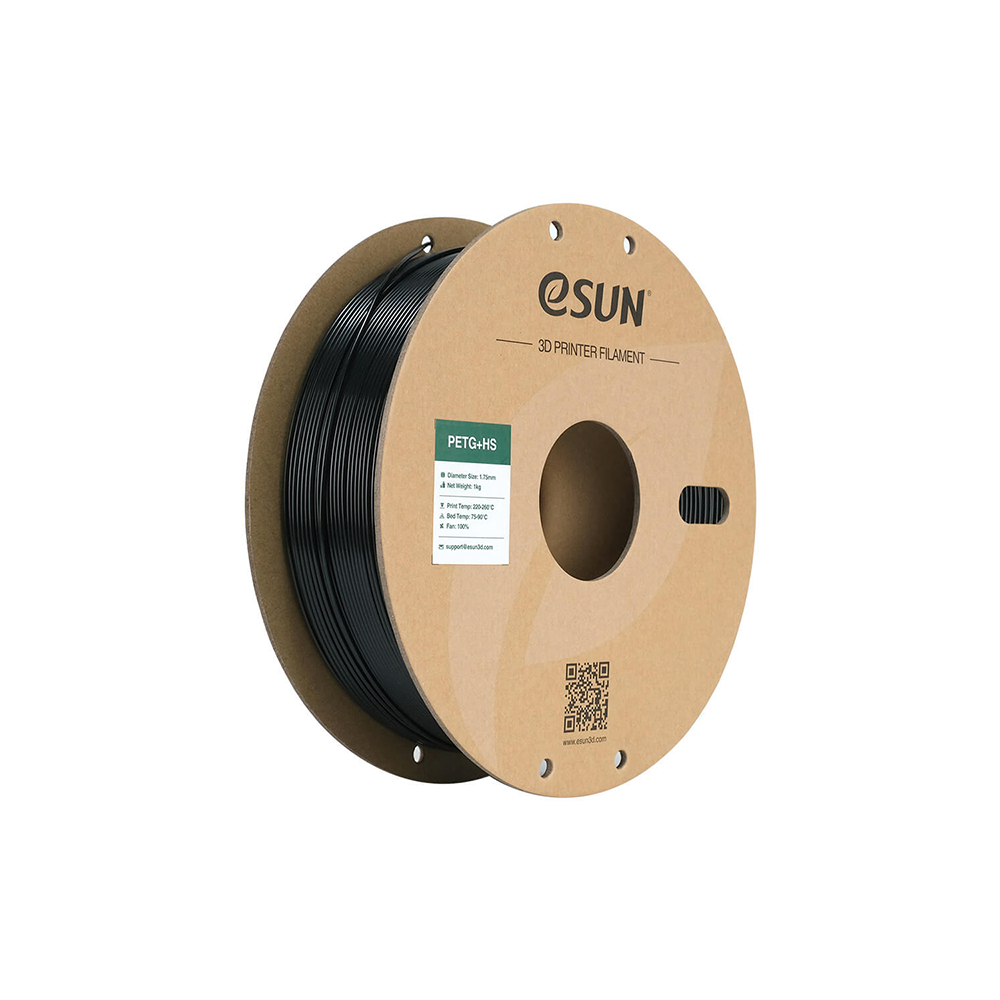 eSUN®
3D PRINTER FILAMENT
PETG+HS
Diameter Size: 1.75mm
Net Weight: 1kg
Print Temp: 220-260°C
Bed Temp: 75-90°C
Fan: 100%
support@esun3d.com
www.esun3d.com